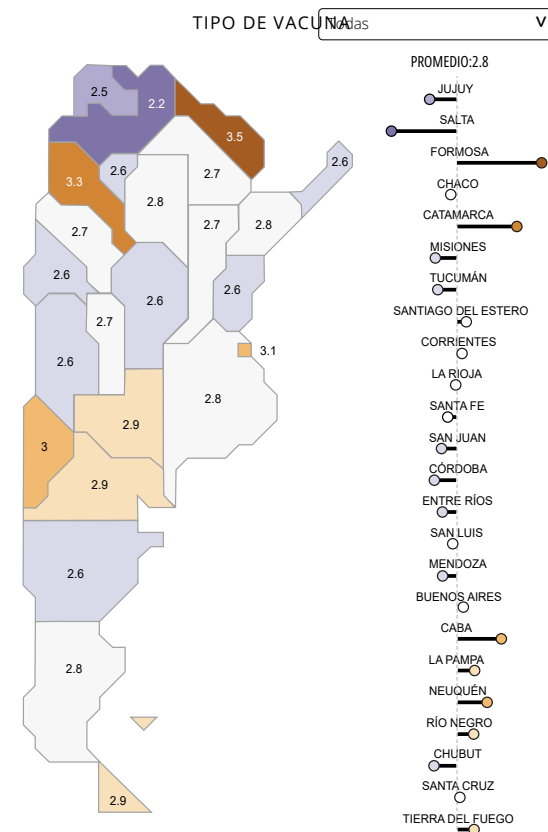 TIPO DE VACUNA
Todas
V
PROMEDIO:2.8
2.5
2.2
3.5
3.3
2.6
2.7
2.6
2.8
2.7
2.7
2.8
2.6
2.6
2.6
2.7
3.1
2.6
2.8
2.9
3
2.9
2.6
2.8
2.9
JUJUY
SALTA
FORMOSA
CHACO
CATAMARCA
MISIONES
TUCUMÁN
SANTIAGO DEL ESTERO
CORRIENTES
LA RIOJA
SANTA FE
SAN JUAN
CÓRDOBA
ENTRE RÍOS
SAN LUIS
MENDOZA
BUENOS AIRES
CABA
LA PAMPA
NEUQUÉN
RÍO NEGRO
CHUBUT
SANTA CRUZ
TIERRA DEL FUEGO